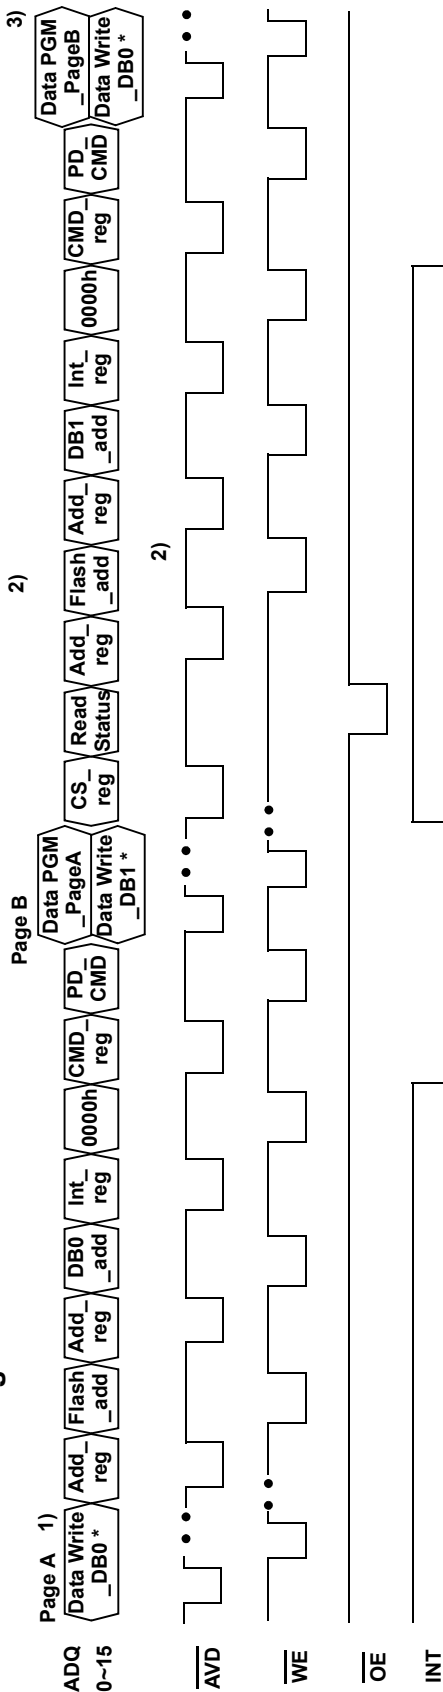 Page A 1)
Page B
2)
3)
ADQ
0~15
Data Write
_DB0 *
Add_
reg
Flash
_add
Add_
reg
DB0
_add
Int_
reg
0000h
CMD_
reg
PD_
CMD
Data PGM
_PageA
Data Write
_DB1 *
CS_
reg
Read
Status
Add_
reg
Flash
_add
Add_
reg
DB1
_add
Int_
reg
0000h
CMD_
reg
PD_
CMD
Data PGM
_PageB
Data Write
_DB0 *
2)
AVD
WE
OE
INT